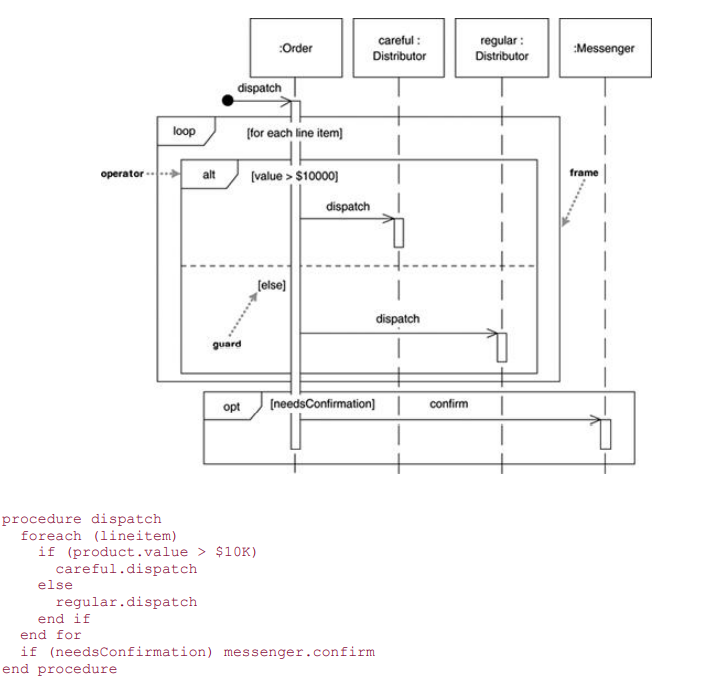 :Order
careful :
Distributor
regular :
Distributor
:Messenger
dispatch
loop
[for each line item]
operator
alt
[value > $10000]
frame
dispatch
[else]
dispatch
guard
opt
[needsConfirmation]
confirm
procedure dispatch
foreach (lineitem)
if (product.value > $10K)
careful.dispatch
else
regular.dispatch
end if
end for
if (needsConfirmation) messenger.confirm
end procedure